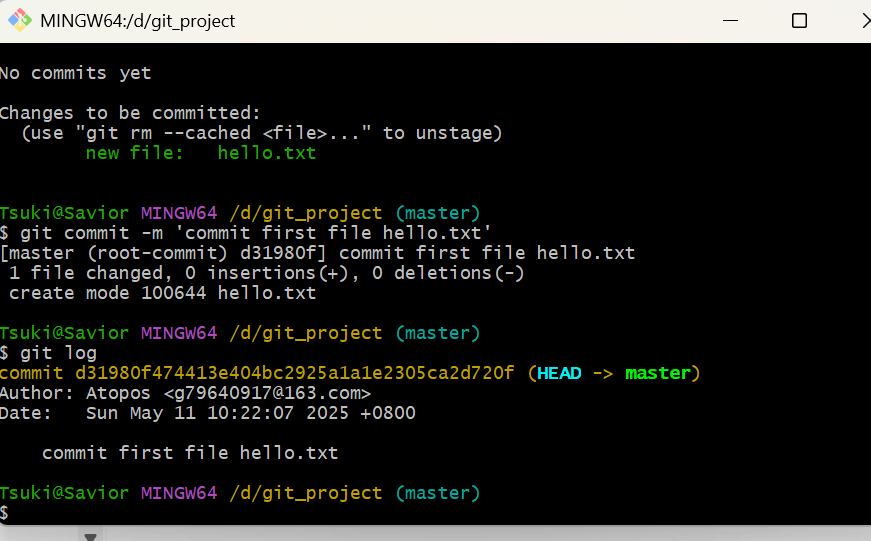 MINGW64:/d/git_project
No commits yet
Changes to be committed:
  (use "git rm --cached <file>..." to unstage)
        new file:   hello.txt
Tsuki@Savior MINGW64 /d/git_project (master)
$ git commit -m 'commit first file hello.txt'
[master (root-commit) d31980f] commit first file hello.txt
 1 file changed, 0 insertions(+), 0 deletions(-)
 create mode 100644 hello.txt
Tsuki@Savior MINGW64 /d/git_project (master)
$ git log
commit d31980f474413e404bc2925a1a1e2305ca2d720f (HEAD -> master)
Author: Atopos <g79640917@163.com>
Date:   Sun May 11 10:22:07 2025 +0800
    commit first file hello.txt
Tsuki@Savior MINGW64 /d/git_project (master)
$